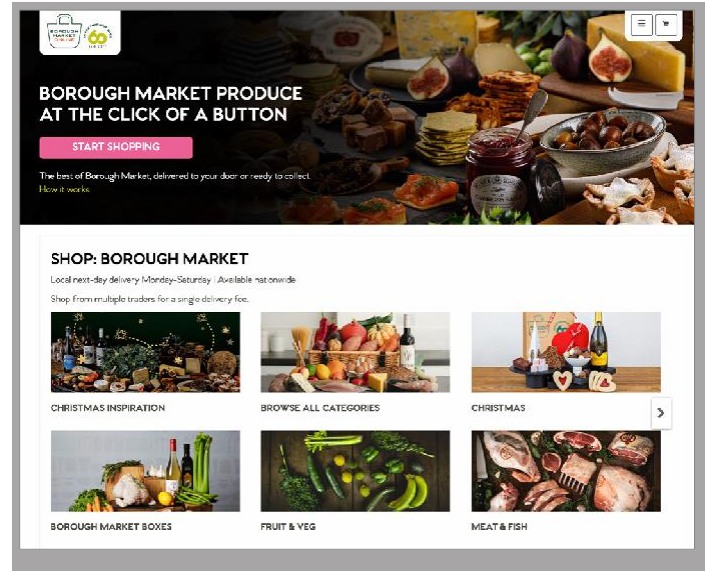 BOROUGH
MARKET
BOROUGH MARKET PRODUCE
AT THE CLICK OF A BUTTON
START SHOPPING
The best of Borough Market, delivered to your door or ready to collect.
How it works
SHOP: BOROUGH MARKET
Local next-day delivery Monday-Saturday | Available nationwide
Shop from multiple traders for a single delivery fee.
CHRISTMAS INSPIRATION
BROWSE ALL CATEGORIES
CHRISTMAS
BOROUGH MARKET BOXES
FRUIT & VEG
MEAT & FISH